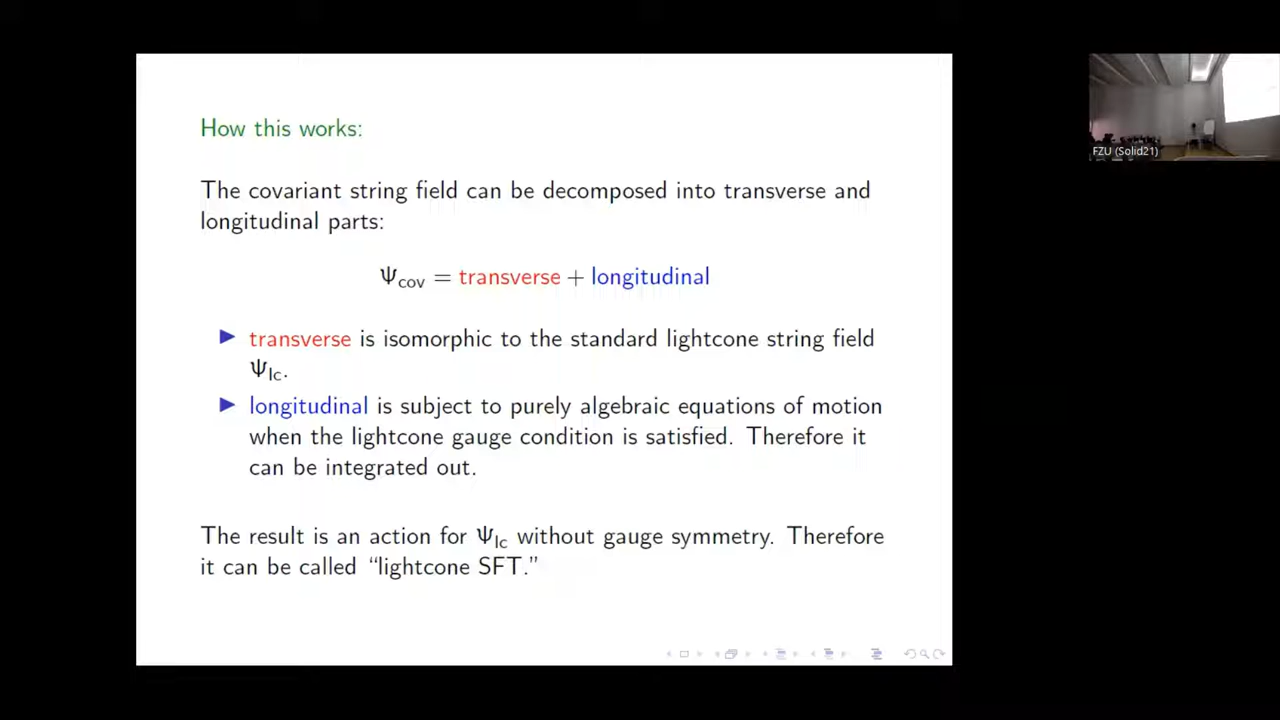 How this works:
The covariant string field can be decomposed into transverse and
longitudinal parts:
Ψcov = transverse + longitudinal
▶ transverse is isomorphic to the standard lightcone string field
Ψlc.
▶ longitudinal is subject to purely algebraic equations of motion
when the lightcone gauge condition is satisfied. Therefore it
can be integrated out.
The result is an action for Ψlc without gauge symmetry. Therefore
it can be called “lightcone SFT.”
FZU (Solid21)